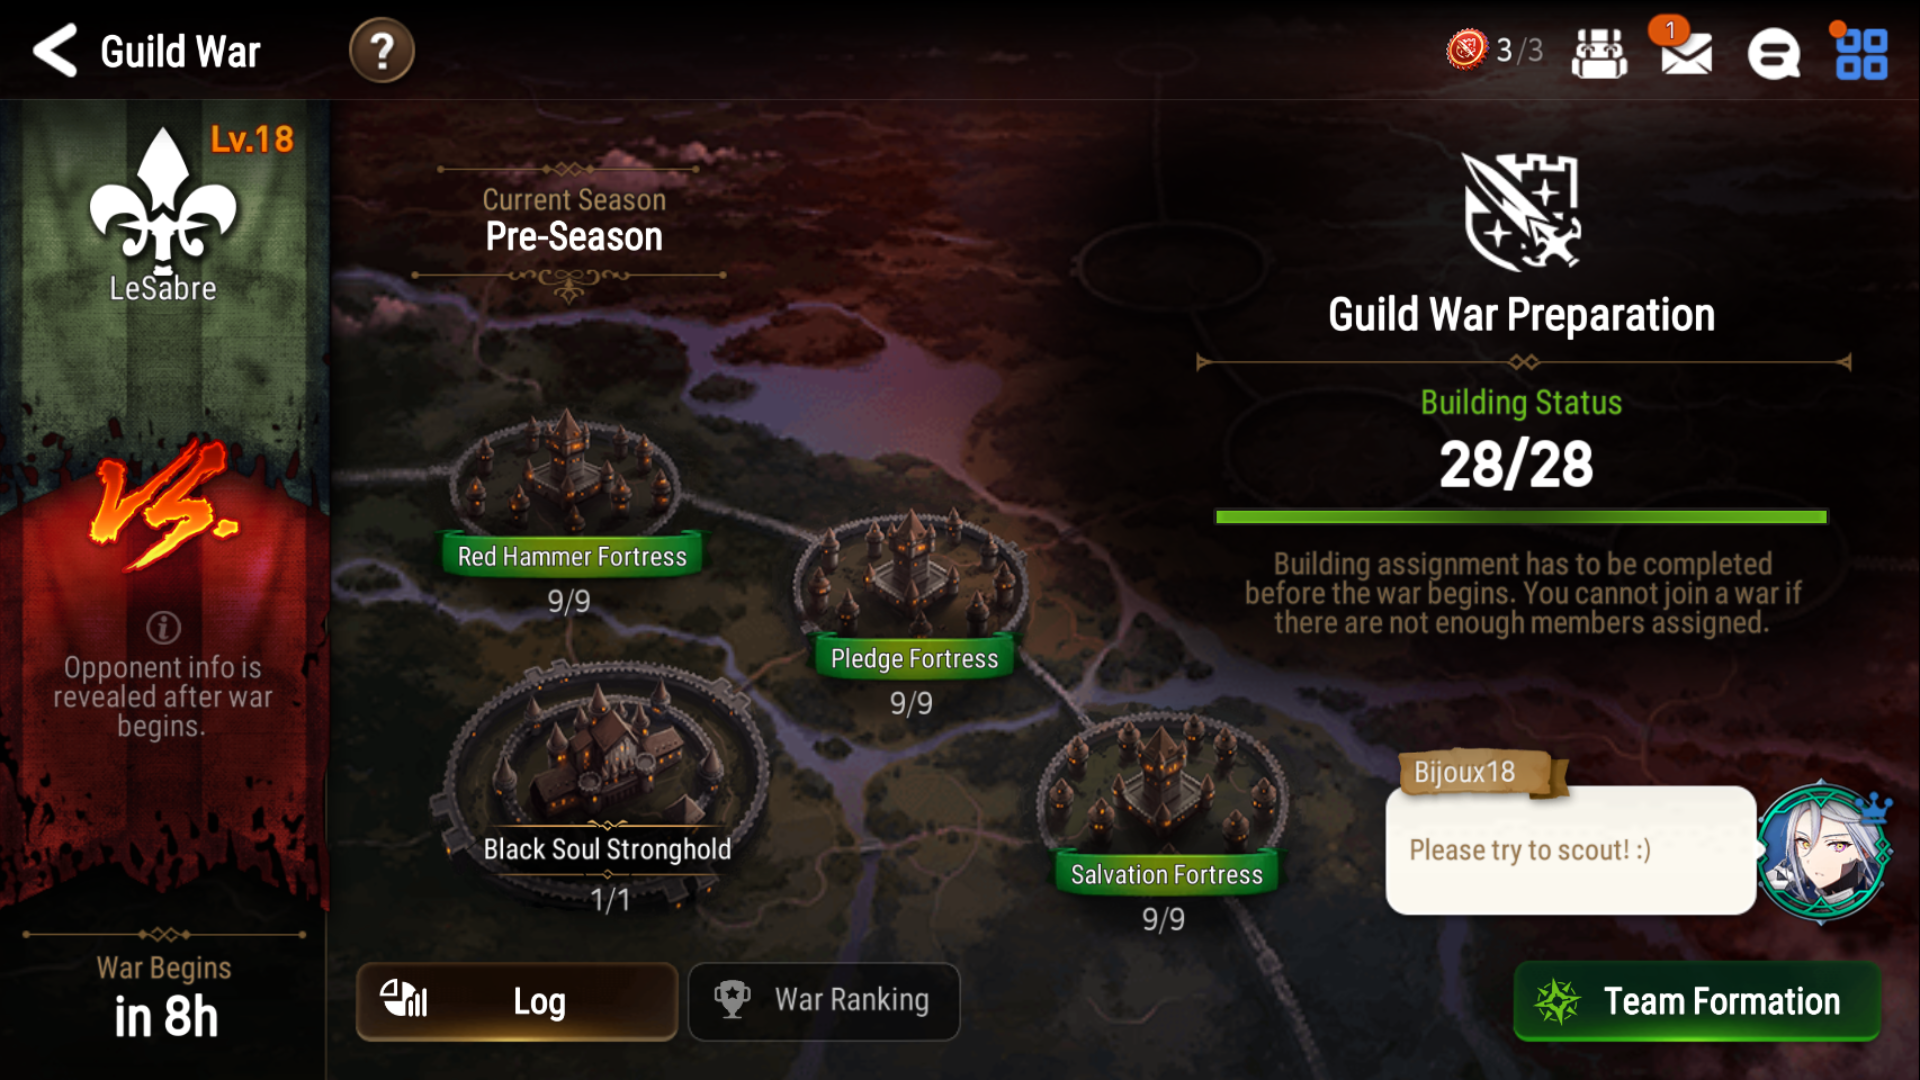 Guild War
?
3/3
1
Lv.18
LeSabre
VS.
Opponent info is
revealed after war
begins.
War Begins
in 8h
Current Season
Pre-Season
Red Hammer Fortress
9/9
Pledge Fortress
9/9
Black Soul Stronghold
1/1
Salvation Fortress
9/9
Guild War Preparation
Building Status
28/28
Building assignment has to be completed
before the war begins. You cannot join a war if
there are not enough members assigned.
Bijoux18
Please try to scout! :)
Log
War Ranking
Team Formation